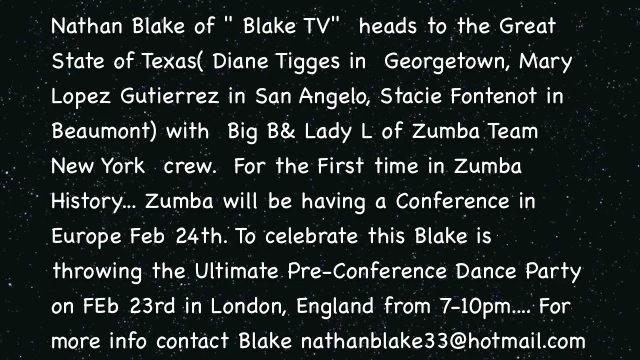 Nathan Blake of " Blake TV"  heads to the Great
State of Texas( Diane Tigges in  Georgetown, Mary
Lopez Gutierrez in San Angelo, Stacie Fontenot in
Beaumont) with  Big B& Lady L of Zumba Team
New York  crew.  For the First time in Zumba
History... Zumba will be having a Conference in
Europe Feb 24th. To celebrate this Blake is
throwing the Ultimate Pre-Conference Dance Party
on FEb 23rd in London, England from 7-10pm.... For
more info contact Blake nathanblake33@hotmail.com